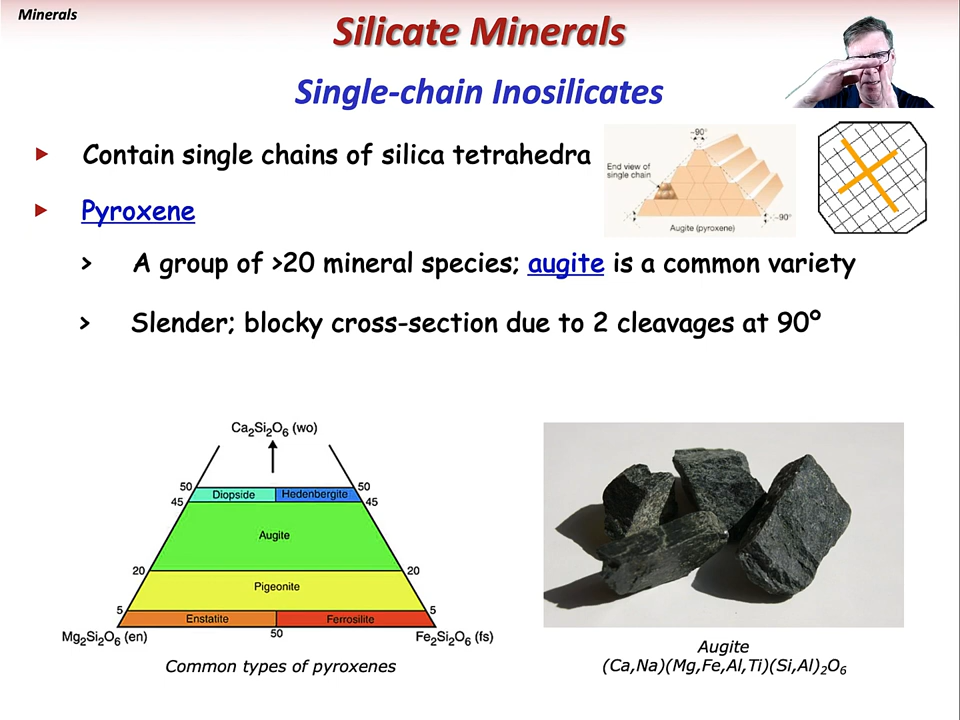 Minerals
Silicate Minerals
Single-chain Inosilicates
► Contain single chains of silica tetrahedra
~90°
End view of
single chain
~90°
Augite (pyroxene)
► Pyroxene
> A group of >20 mineral species; augite is a common variety
> Slender; blocky cross-section due to 2 cleavages at 90º
Ca₂Si₂O₆ (wo)
50 Diopside Hedenbergite 50
45 45
Augite
20 20
Pigeonite
5 5
Enstatite Ferrosilite
Mg₂Si₂O₆ (en) 50 Fe₂Si₂O₆ (fs)
Common types of pyroxenes
Augite
(Ca,Na)(Mg,Fe,Al,Ti)(Si,Al)₂O₆